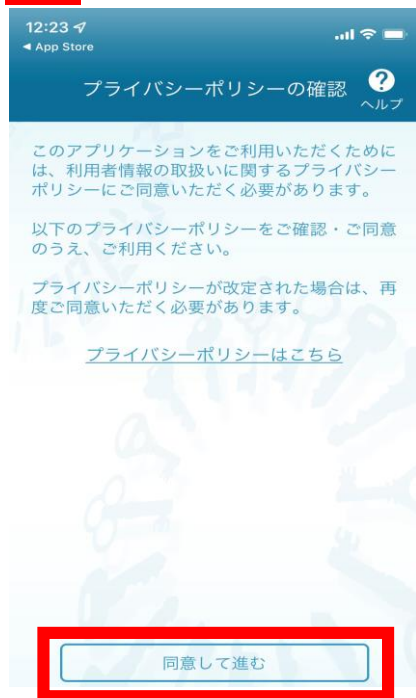 12:23
◀ App Store
プライバシーポリシーの確認
?
ヘルプ
このアプリケーションをご利用いただくために
は、利用者情報の取扱いに関するプライバシー
ポリシーにご同意いただく必要があります。
以下のプライバシーポリシーをご確認・ご同意
のうえ、ご利用ください。
プライバシーポリシーが改定された場合は、再
度ご同意いただく必要があります。
プライバシーポリシーはこちら
同意して進む